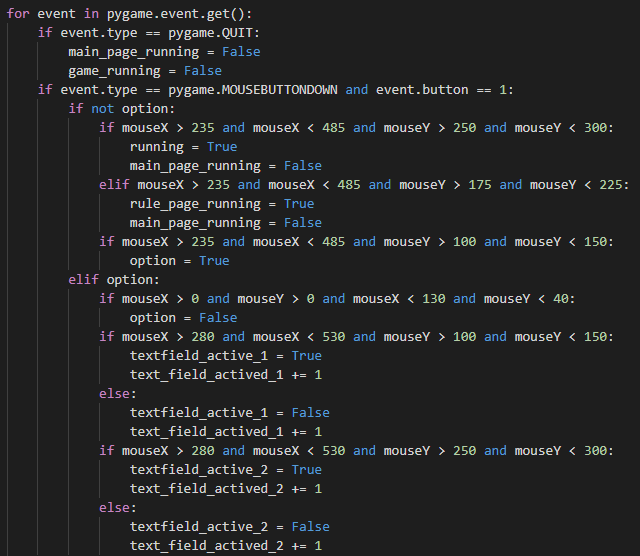 for event in pygame.event.get():
    if event.type == pygame.QUIT:
        main_page_running = False
        game_running = False
    if event.type == pygame.MOUSEBUTTONDOWN and event.button == 1:
        if not option:
            if mouseX > 235 and mouseX < 485 and mouseY > 250 and mouseY < 300:
                running = True
                main_page_running = False
            elif mouseX > 235 and mouseX < 485 and mouseY > 175 and mouseY < 225:
                rule_page_running = True
                main_page_running = False
            if mouseX > 235 and mouseX < 485 and mouseY > 100 and mouseY < 150:
                option = True
        elif option:
            if mouseX > 0 and mouseY > 0 and mouseX < 130 and mouseY < 40:
                option = False
            if mouseX > 280 and mouseX < 530 and mouseY > 100 and mouseY < 150:
                textfield_active_1 = True
                text_field_actived_1 += 1
            else:
                textfield_active_1 = False
                text_field_actived_1 += 1
            if mouseX > 280 and mouseX < 530 and mouseY > 250 and mouseY < 300:
                textfield_active_2 = True
                text_field_actived_2 += 1
            else:
                textfield_active_2 = False
                text_field_actived_2 += 1